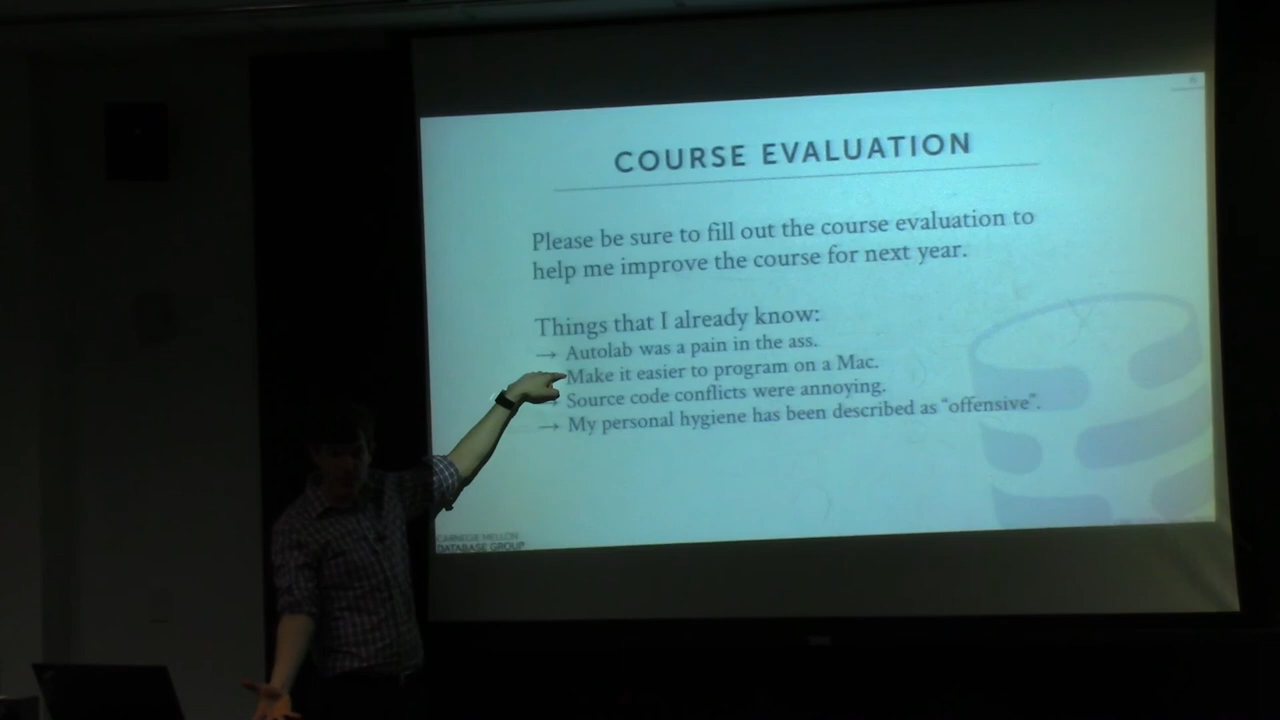 COURSE EVALUATION
Please be sure to fill out the course evaluation to
help me improve the course for next year.
Things that I already know:
→ Autolab was a pain in the ass.
Make it easier to program on a Mac.
→ Source code conflicts were annoying.
→ My personal hygiene has been described as “offensive”.
CARNEGIE MELLON
DATABASE GROUP